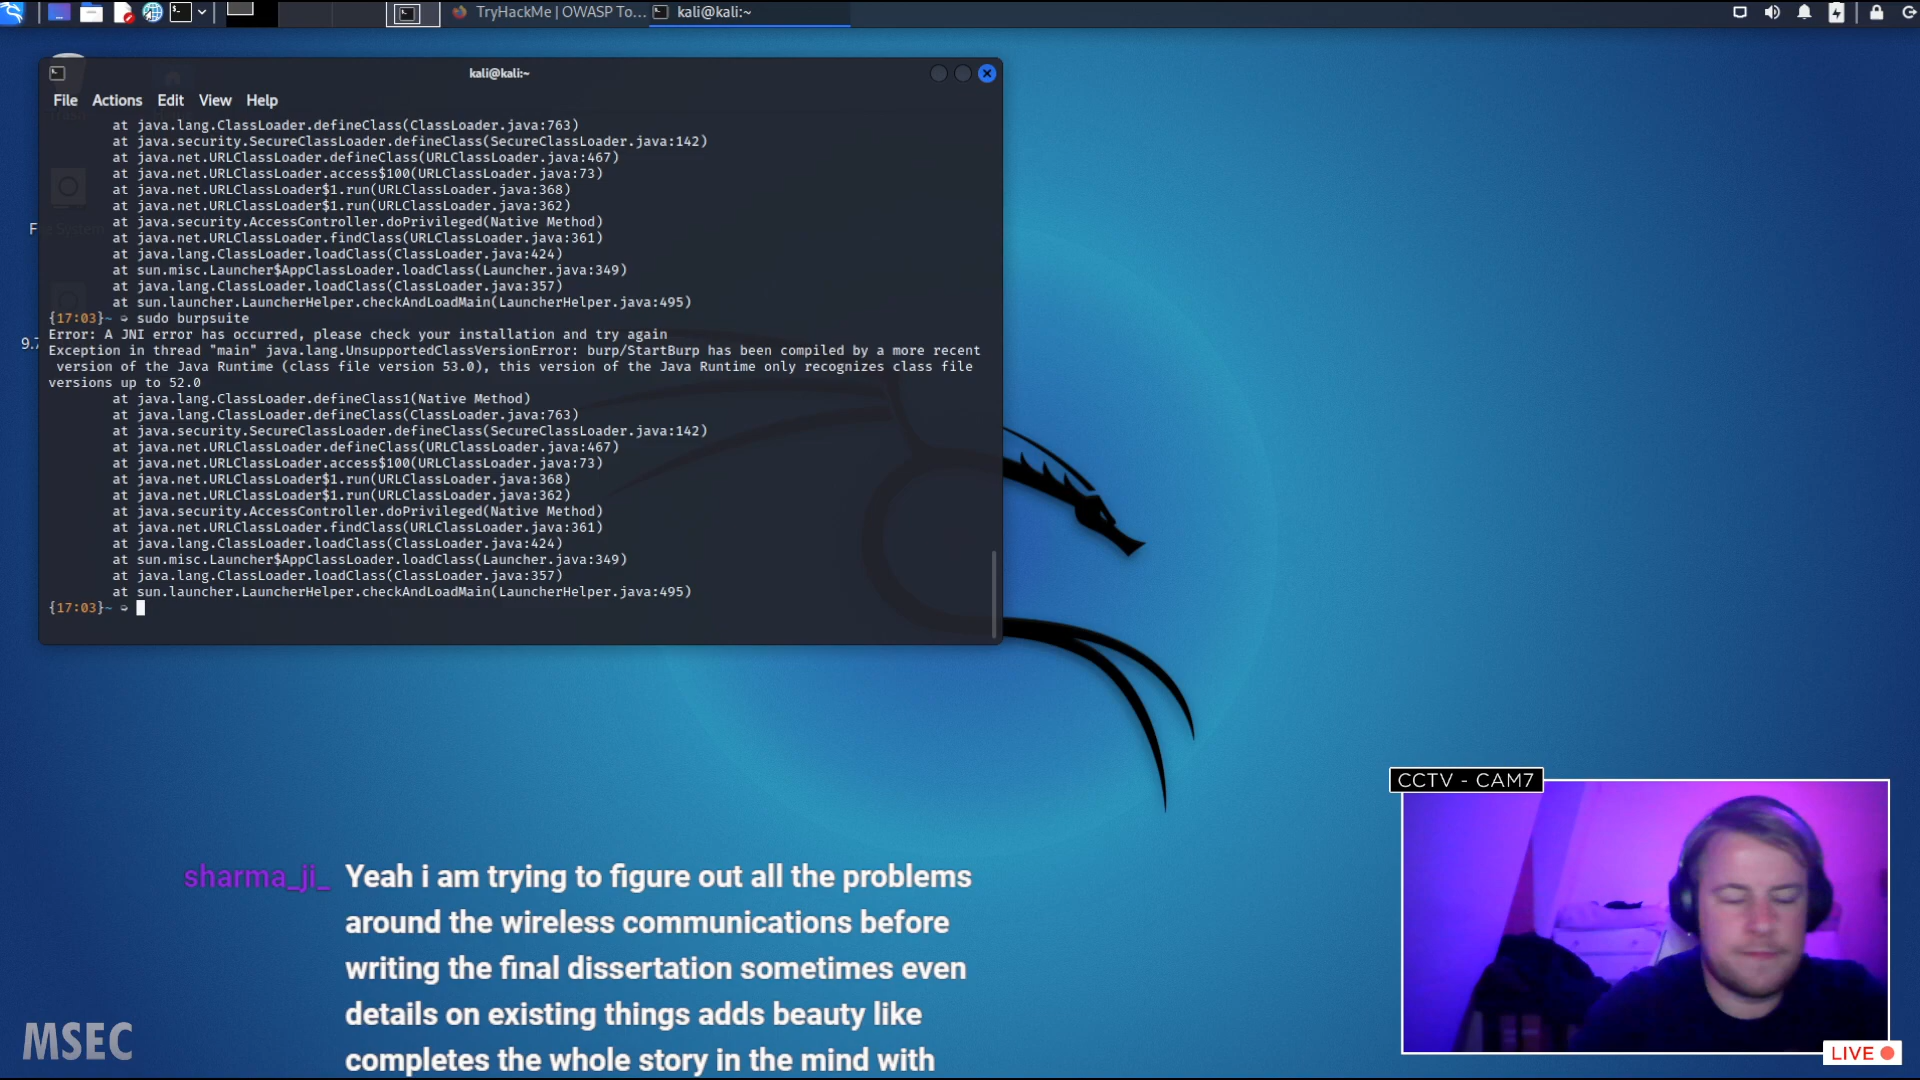 TryHackMe | OWASP To...
kali@kali:~
kali@kali:~
File Actions Edit View Help
at java.lang.ClassLoader.defineClass(ClassLoader.java:763)
at java.security.SecureClassLoader.defineClass(SecureClassLoader.java:142)
at java.net.URLClassLoader.defineClass(URLClassLoader.java:467)
at java.net.URLClassLoader.access$100(URLClassLoader.java:73)
at java.net.URLClassLoader$1.run(URLClassLoader.java:368)
at java.net.URLClassLoader$1.run(URLClassLoader.java:362)
at java.security.AccessController.doPrivileged(Native Method)
at java.net.URLClassLoader.findClass(URLClassLoader.java:361)
at java.lang.ClassLoader.loadClass(ClassLoader.java:424)
at sun.misc.Launcher$AppClassLoader.loadClass(Launcher.java:349)
at java.lang.ClassLoader.loadClass(ClassLoader.java:357)
at sun.launcher.LauncherHelper.checkAndLoadMain(LauncherHelper.java:495)
{17:03}~ ➭ sudo burpsuite
Error: A JNI error has occurred, please check your installation and try again
Exception in thread "main" java.lang.UnsupportedClassVersionError: burp/StartBurp has been compiled by a more recent
version of the Java Runtime (class file version 53.0), this version of the Java Runtime only recognizes class file
versions up to 52.0
at java.lang.ClassLoader.defineClass1(Native Method)
at java.lang.ClassLoader.defineClass(ClassLoader.java:763)
at java.security.SecureClassLoader.defineClass(SecureClassLoader.java:142)
at java.net.URLClassLoader.defineClass(URLClassLoader.java:467)
at java.net.URLClassLoader.access$100(URLClassLoader.java:73)
at java.net.URLClassLoader$1.run(URLClassLoader.java:368)
at java.net.URLClassLoader$1.run(URLClassLoader.java:362)
at java.security.AccessController.doPrivileged(Native Method)
at java.net.URLClassLoader.findClass(URLClassLoader.java:361)
at java.lang.ClassLoader.loadClass(ClassLoader.java:424)
at sun.misc.Launcher$AppClassLoader.loadClass(Launcher.java:349)
at java.lang.ClassLoader.loadClass(ClassLoader.java:357)
at sun.launcher.LauncherHelper.checkAndLoadMain(LauncherHelper.java:495)
{17:03}~ ➭
File System
9.7
CCTV - CAM7
sharma_ji_ Yeah i am trying to figure out all the problems
around the wireless communications before
writing the final dissertation sometimes even
details on existing things adds beauty like
completes the whole story in the mind with
MSEC
LIVE